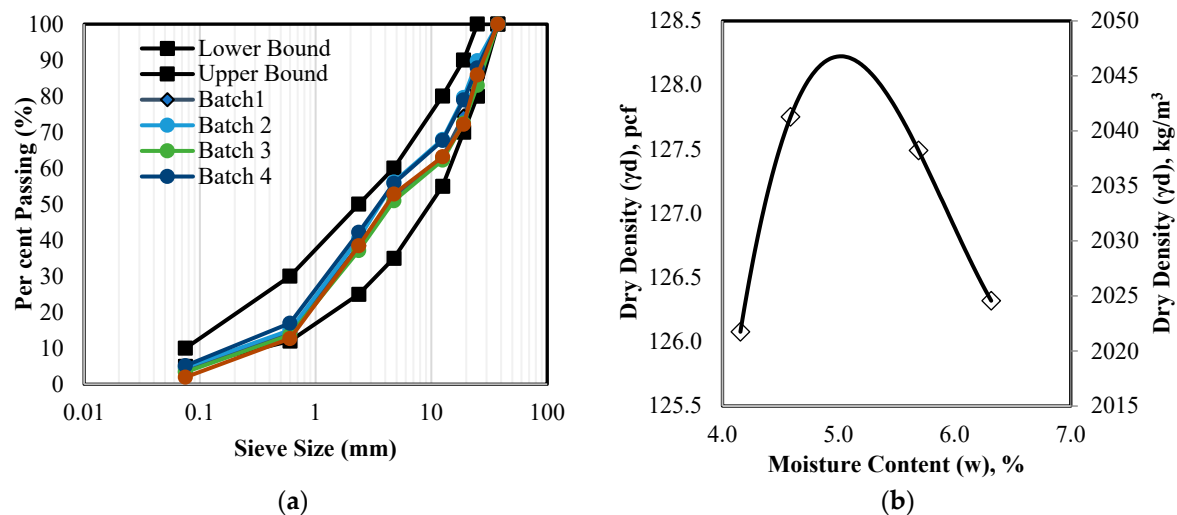 100
90
80
70
60
50
40
30
20
10
0
Per cent Passing (%)
Lower Bound
Upper Bound
Batch1
Batch 2
Batch 3
Batch 4
0.01
0.1
1
10
100
Sieve Size (mm)
(a)
128.5
128.0
127.5
127.0
126.5
126.0
125.5
Dry Density (γd), pcf
2050
2045
2040
2035
2030
2025
2020
2015
Dry Density (γd), kg/m³
4.0
5.0
6.0
7.0
Moisture Content (w), %
(b)